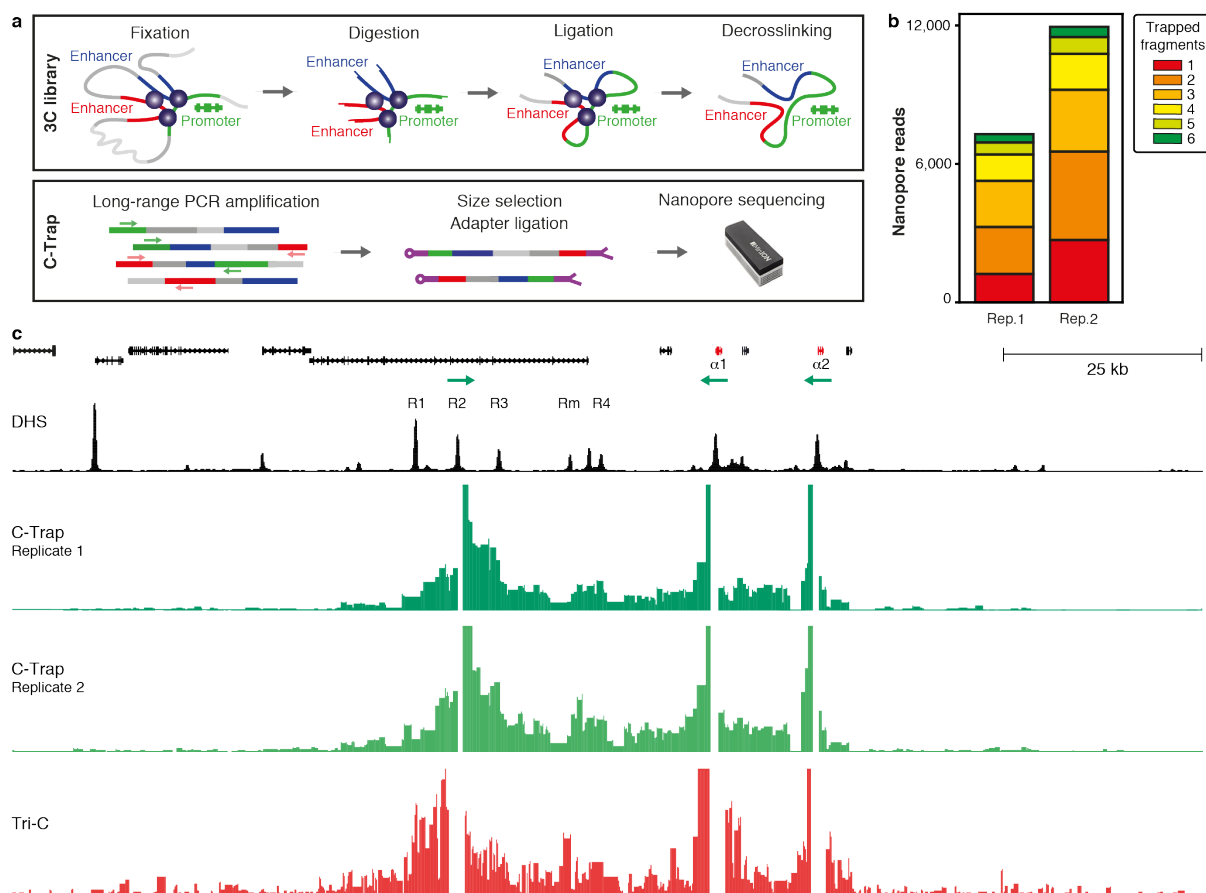 a
3C library
Fixation
Digestion
Ligation
Decrosslinking
Enhancer
Enhancer
Promoter
Enhancer
Enhancer
Promoter
Enhancer
Enhancer
Promoter
Enhancer
Enhancer
Promoter
C-Trap
Long-range PCR amplification
Size selection
Adapter ligation
Nanopore sequencing
b
Nanopore reads
12,000
6,000
0
Rep.1
Rep.2
Trapped
fragments
1
2
3
4
5
6
c
α1
α2
25 kb
DHS
R1
R2
R3
Rm
R4
C-Trap
Replicate 1
C-Trap
Replicate 2
Tri-C